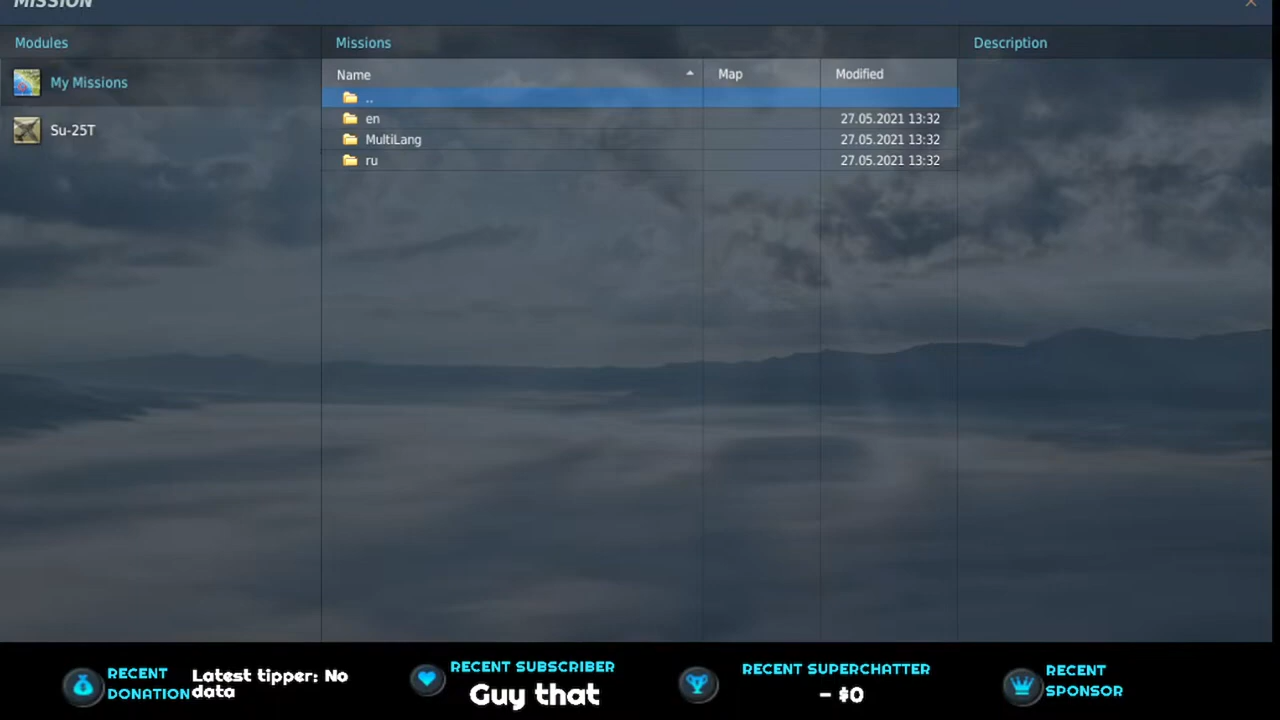 MISSION
Modules
Missions
Description
My Missions
Su-25T
Name
Map
Modified
..
en
27.05.2021 13:32
MultiLang
27.05.2021 13:32
ru
27.05.2021 13:32
RECENT
DONATION
Latest tipper: No
data
RECENT SUBSCRIBER
Guy that
RECENT SUPERCHATTER
- $0
RECENT
SPONSOR